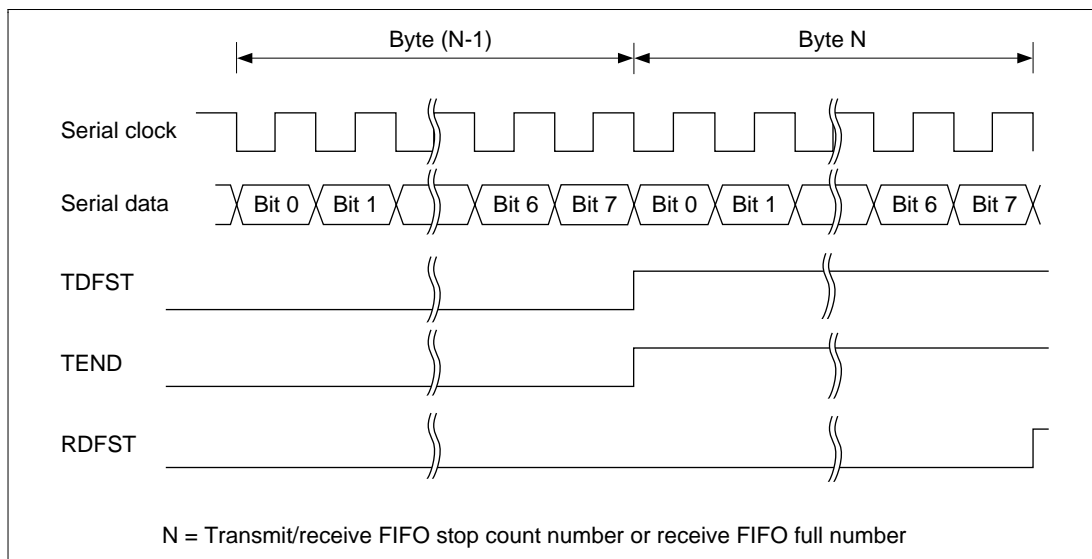 Byte (N-1) Byte N
Serial clock
Serial data Bit 0 Bit 1 Bit 6 Bit 7 Bit 0 Bit 1 Bit 6 Bit 7
TDFST
TEND
RDFST
N = Transmit/receive FIFO stop count number or receive FIFO full number